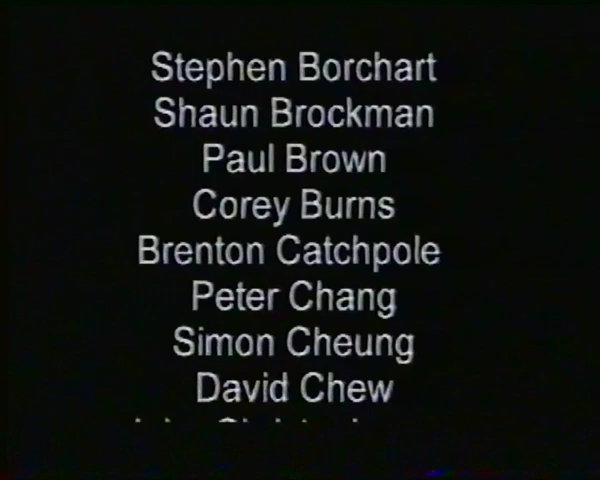 Stephen Borchart
Shaun Brockman
Paul Brown
Corey Burns
Brenton Catchpole
Peter Chang
Simon Cheung
David Chew